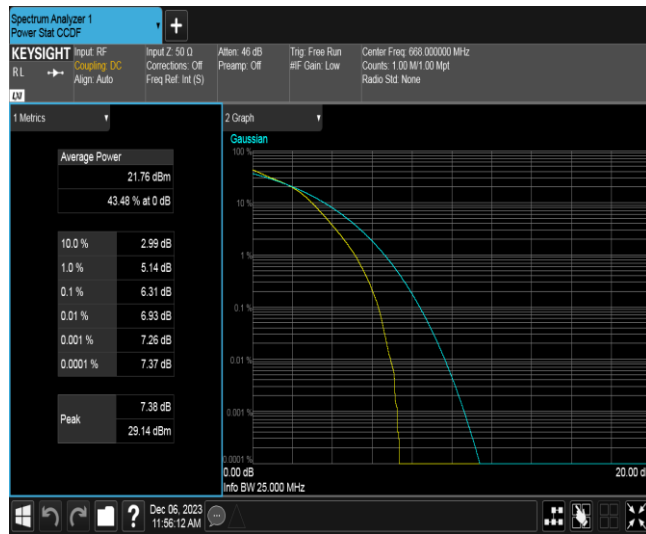 Spectrum Analyzer 1
Power Stat CCDF
+
KEYSIGHT
RL
LXI
Input: RF
Coupling: DC
Align: Auto
Input Z: 50 Ω
Corrections: Off
Freq Ref: Int (S)
Atten: 46 dB
Preamp: Off
Trig: Free Run
#IF Gain: Low
Center Freq: 668.000000 MHz
Counts: 1.00 M/1.00 Mpt
Radio Std: None
1 Metrics
Average Power
21.76 dBm
43.48 % at 0 dB
10.0 % 2.99 dB
1.0 % 5.14 dB
0.1 % 6.31 dB
0.01 % 6.93 dB
0.001 % 7.26 dB
0.0001 % 7.37 dB
Peak
7.38 dB
29.14 dBm
2 Graph
Gaussian
100 %
10 %
1 %
0.1 %
0.01 %
0.001 %
0.0001 %
0.00 dB
20.00 d
Info BW 25.000 MHz
?
Dec 06, 2023
11:56:12 AM